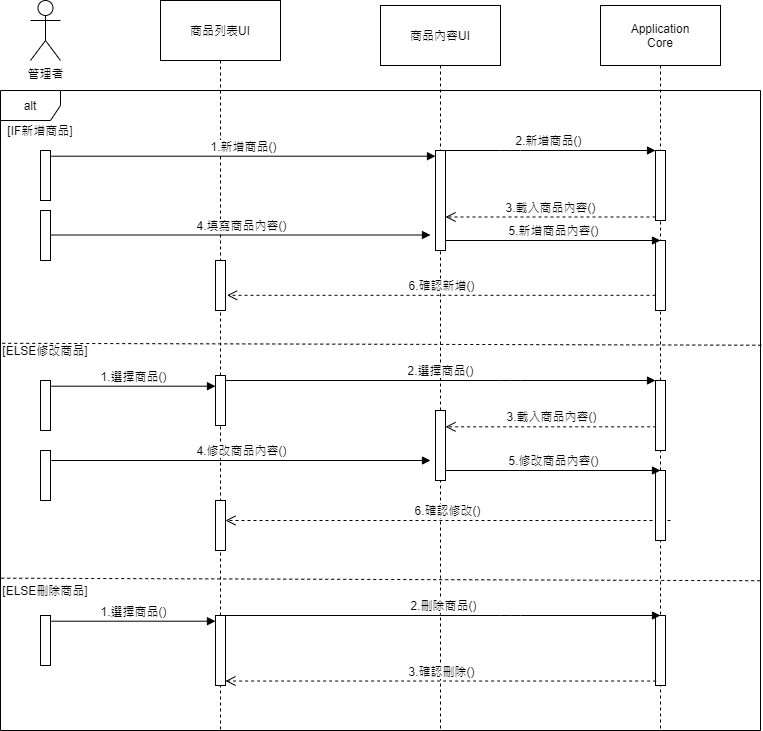 商品列表UI
商品內容UI
Application
Core
管理者
alt
[IF新增商品]
1.新增商品()
2.新增商品()
3.載入商品內容()
4.填寫商品內容()
5.新增商品內容()
6.確認新增()
[ELSE修改商品]
1.選擇商品()
2.選擇商品()
3.載入商品內容()
4.修改商品內容()
5.修改商品內容()
6.確認修改()
[ELSE刪除商品]
1.選擇商品()
2.刪除商品()
3.確認刪除()